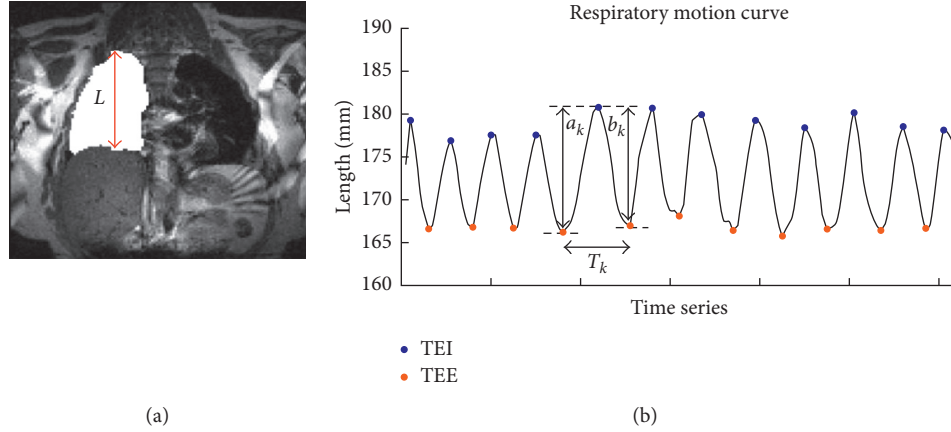 L
Respiratory motion curve
190
185
180
175
170
165
160
Length (mm)
a_k
b_k
T_k
Time series
TEI
TEE
(a)
(b)